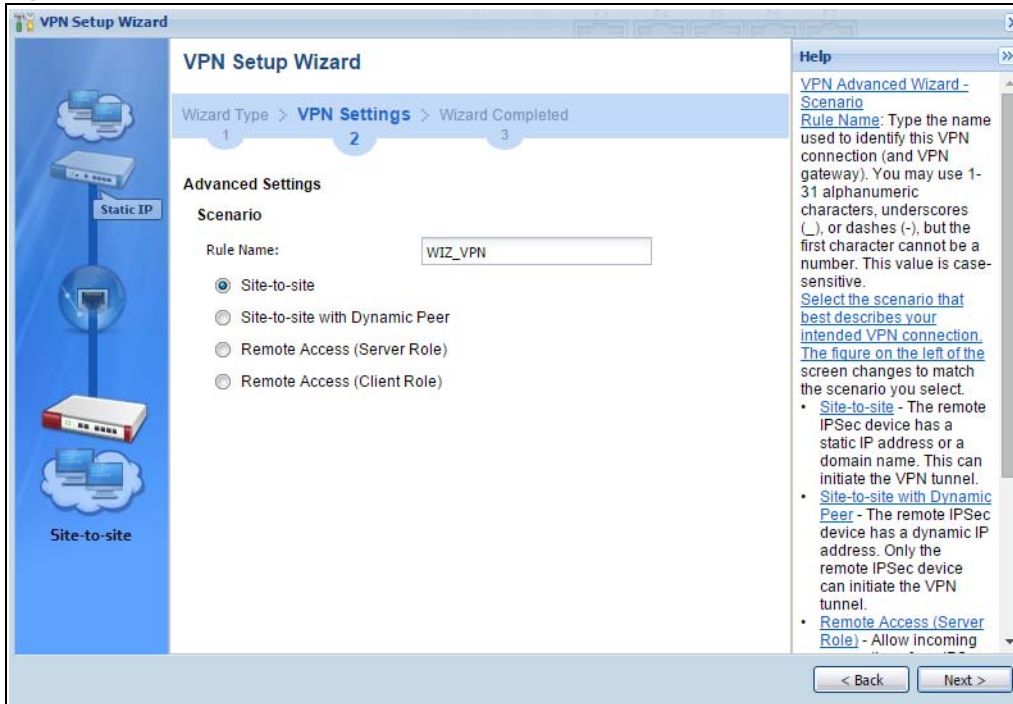 VPN Setup Wizard
Static IP
Site-to-site
VPN Setup Wizard
Wizard Type > VPN Settings > Wizard Completed
1 2 3
Advanced Settings
Scenario
Rule Name: WIZ_VPN
Site-to-site
Site-to-site with Dynamic Peer
Remote Access (Server Role)
Remote Access (Client Role)
Help
VPN Advanced Wizard -
Scenario
Rule Name: Type the name
used to identify this VPN
connection (and VPN
gateway). You may use 1-
31 alphanumeric
characters, underscores
(_), or dashes (-), but the
first character cannot be a
number. This value is case-
sensitive.
Select the scenario that
best describes your
intended VPN connection.
The figure on the left of the
screen changes to match
the scenario you select.
• Site-to-site - The remote
IPSec device has a
static IP address or a
domain name. This can
initiate the VPN tunnel.
• Site-to-site with Dynamic
Peer - The remote IPSec
device has a dynamic IP
address. Only the
remote IPSec device
can initiate the VPN
tunnel.
• Remote Access (Server
Role) - Allow incoming
< Back Next >